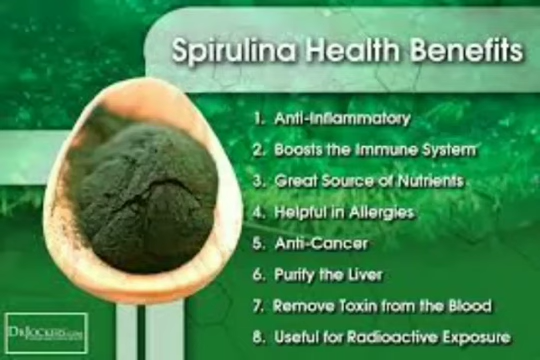 Spirulina Health Benefits
1. Anti-Inflammatory
2. Boosts the Immune System
3. Great Source of Nutrients
4. Helpful in Allergies
5. Anti-Cancer
6. Purify the Liver
7. Remove Toxin from the Blood
8. Useful for Radioactive Exposure
DRJOCKERS.COM